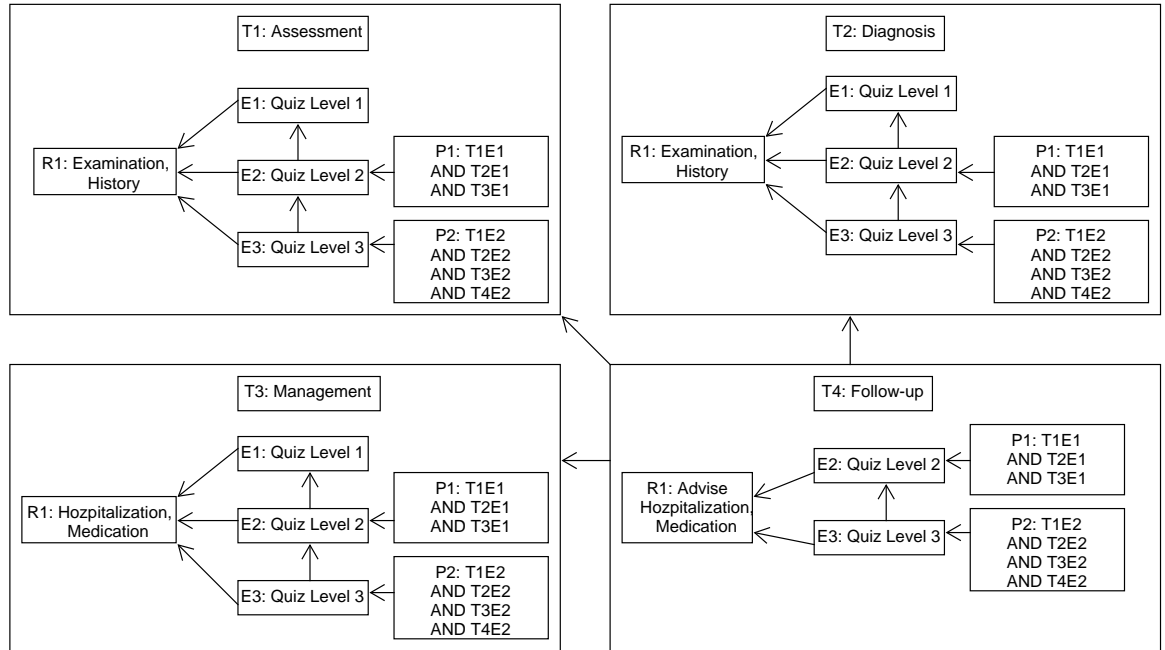 T1: Assessment
E1: Quiz Level 1
R1: Examination,
History
E2: Quiz Level 2
P1: T1E1
AND T2E1
AND T3E1
E3: Quiz Level 3
P2: T1E2
AND T2E2
AND T3E2
AND T4E2
T2: Diagnosis
E1: Quiz Level 1
R1: Examination,
History
E2: Quiz Level 2
P1: T1E1
AND T2E1
AND T3E1
E3: Quiz Level 3
P2: T1E2
AND T2E2
AND T3E2
AND T4E2
T3: Management
E1: Quiz Level 1
R1: Hozpitalization,
Medication
E2: Quiz Level 2
P1: T1E1
AND T2E1
AND T3E1
E3: Quiz Level 3
P2: T1E2
AND T2E2
AND T3E2
AND T4E2
T4: Follow-up
R1: Advise
Hozpitalization,
Medication
E2: Quiz Level 2
P1: T1E1
AND T2E1
AND T3E1
E3: Quiz Level 3
P2: T1E2
AND T2E2
AND T3E2
AND T4E2